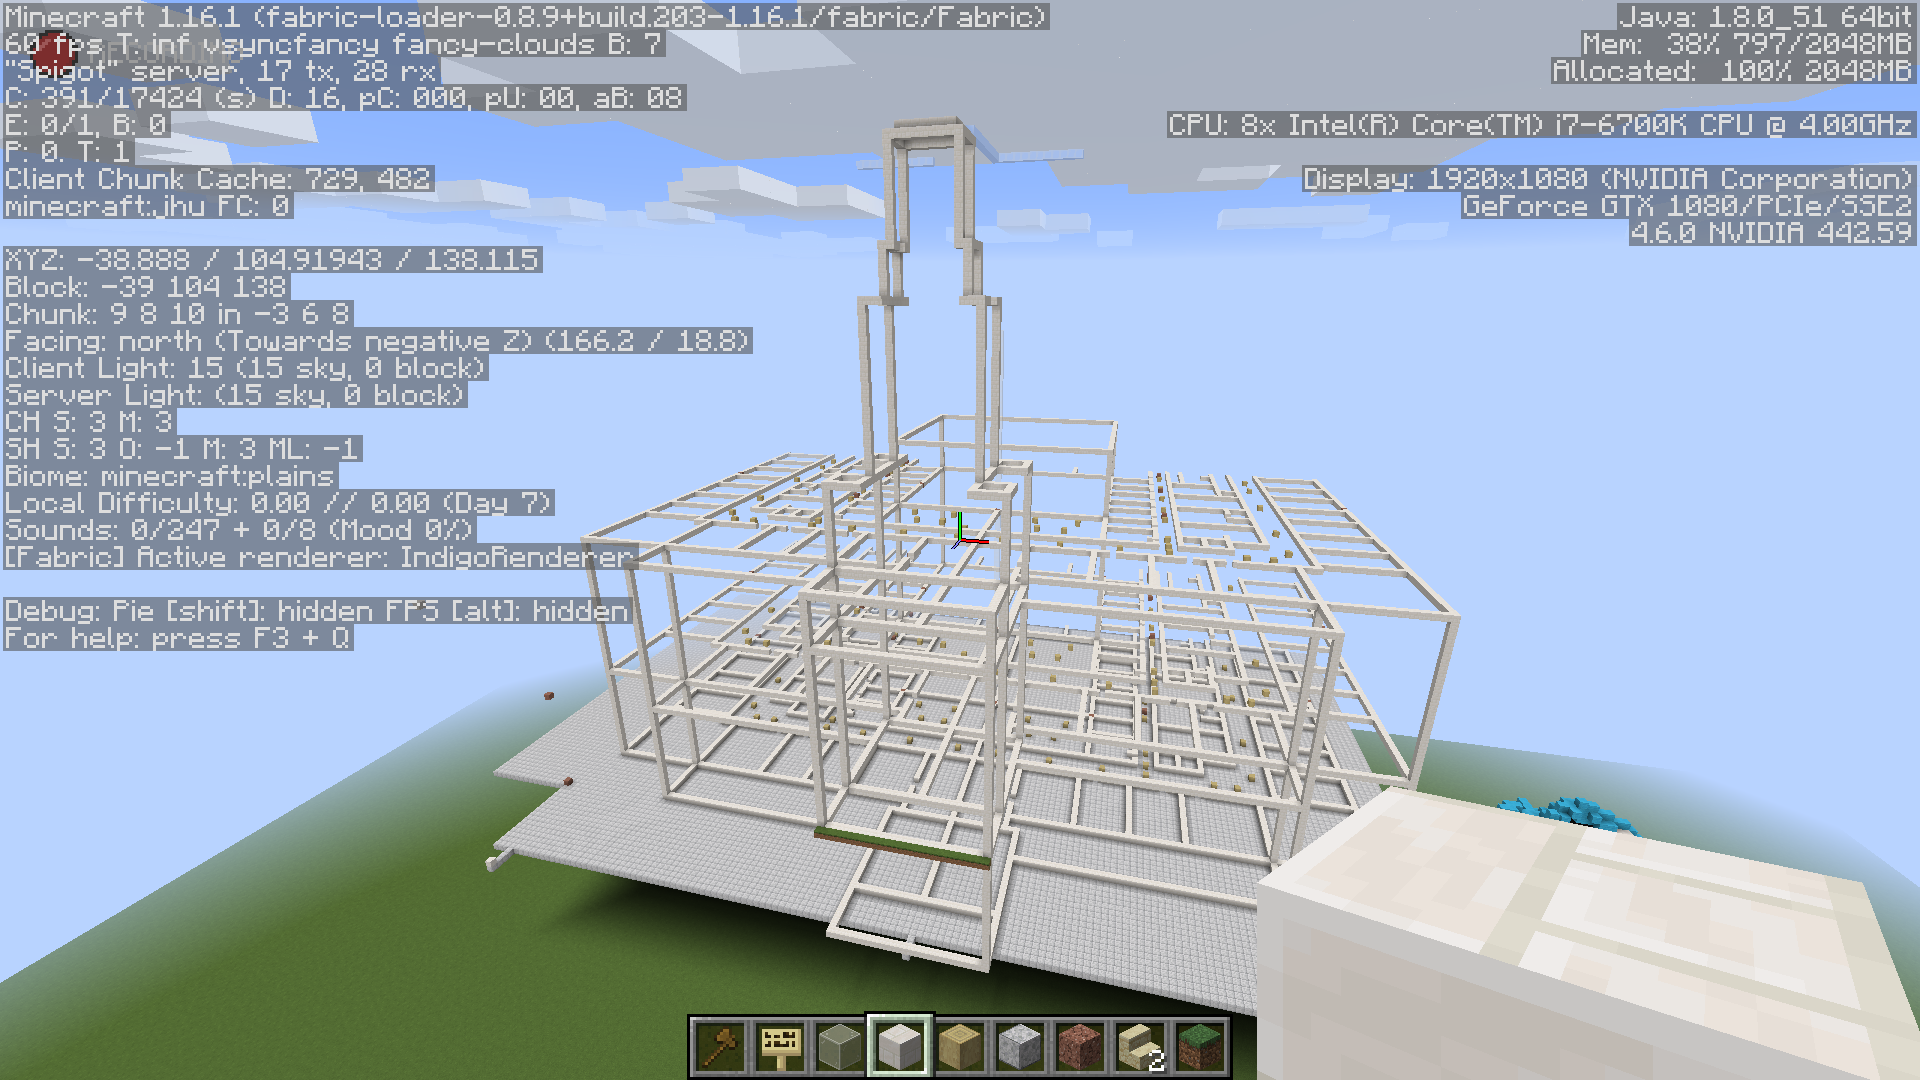 Minecraft 1.16.1 (fabric-loader-0.8.9+build.203-1.16.1/fabric/Fabric)
60 fps T: inf vsyncfancy fancy-clouds B: 7
RECORDING
"Spigot" server, 17 tx, 28 rx
C: 391/17424 (s) D: 16, pC: 000, pU: 00, aB: 08
E: 0/1, B: 0
P: 0. T: 1
Client Chunk Cache: 729, 482
minecraft:jhu FC: 0
XYZ: -38.888 / 104.91943 / 138.115
Block: -39 104 138
Chunk: 9 8 10 in -3 6 8
Facing: north (Towards negative Z) (166.2 / 18.8)
Client Light: 15 (15 sky, 0 block)
Server Light: (15 sky, 0 block)
CH S: 3 M: 3
SH S: 3 O: -1 M: 3 ML: -1
Biome: minecraft:plains
Local Difficulty: 0.00 // 0.00 (Day 7)
Sounds: 0/247 + 0/8 (Mood 0%)
[Fabric] Active renderer: IndigoRenderer
Debug: Pie [shift]: hidden FPS [alt]: hidden
For help: press F3 + Q
Java: 1.8.0_51 64bit
Mem: 38% 797/2048MB
Allocated: 100% 2048MB
CPU: 8x Intel(R) Core(TM) i7-6700K CPU @ 4.00GHz
Display: 1920x1080 (NVIDIA Corporation)
GeForce GTX 1080/PCIe/SSE2
4.6.0 NVIDIA 442.59
2